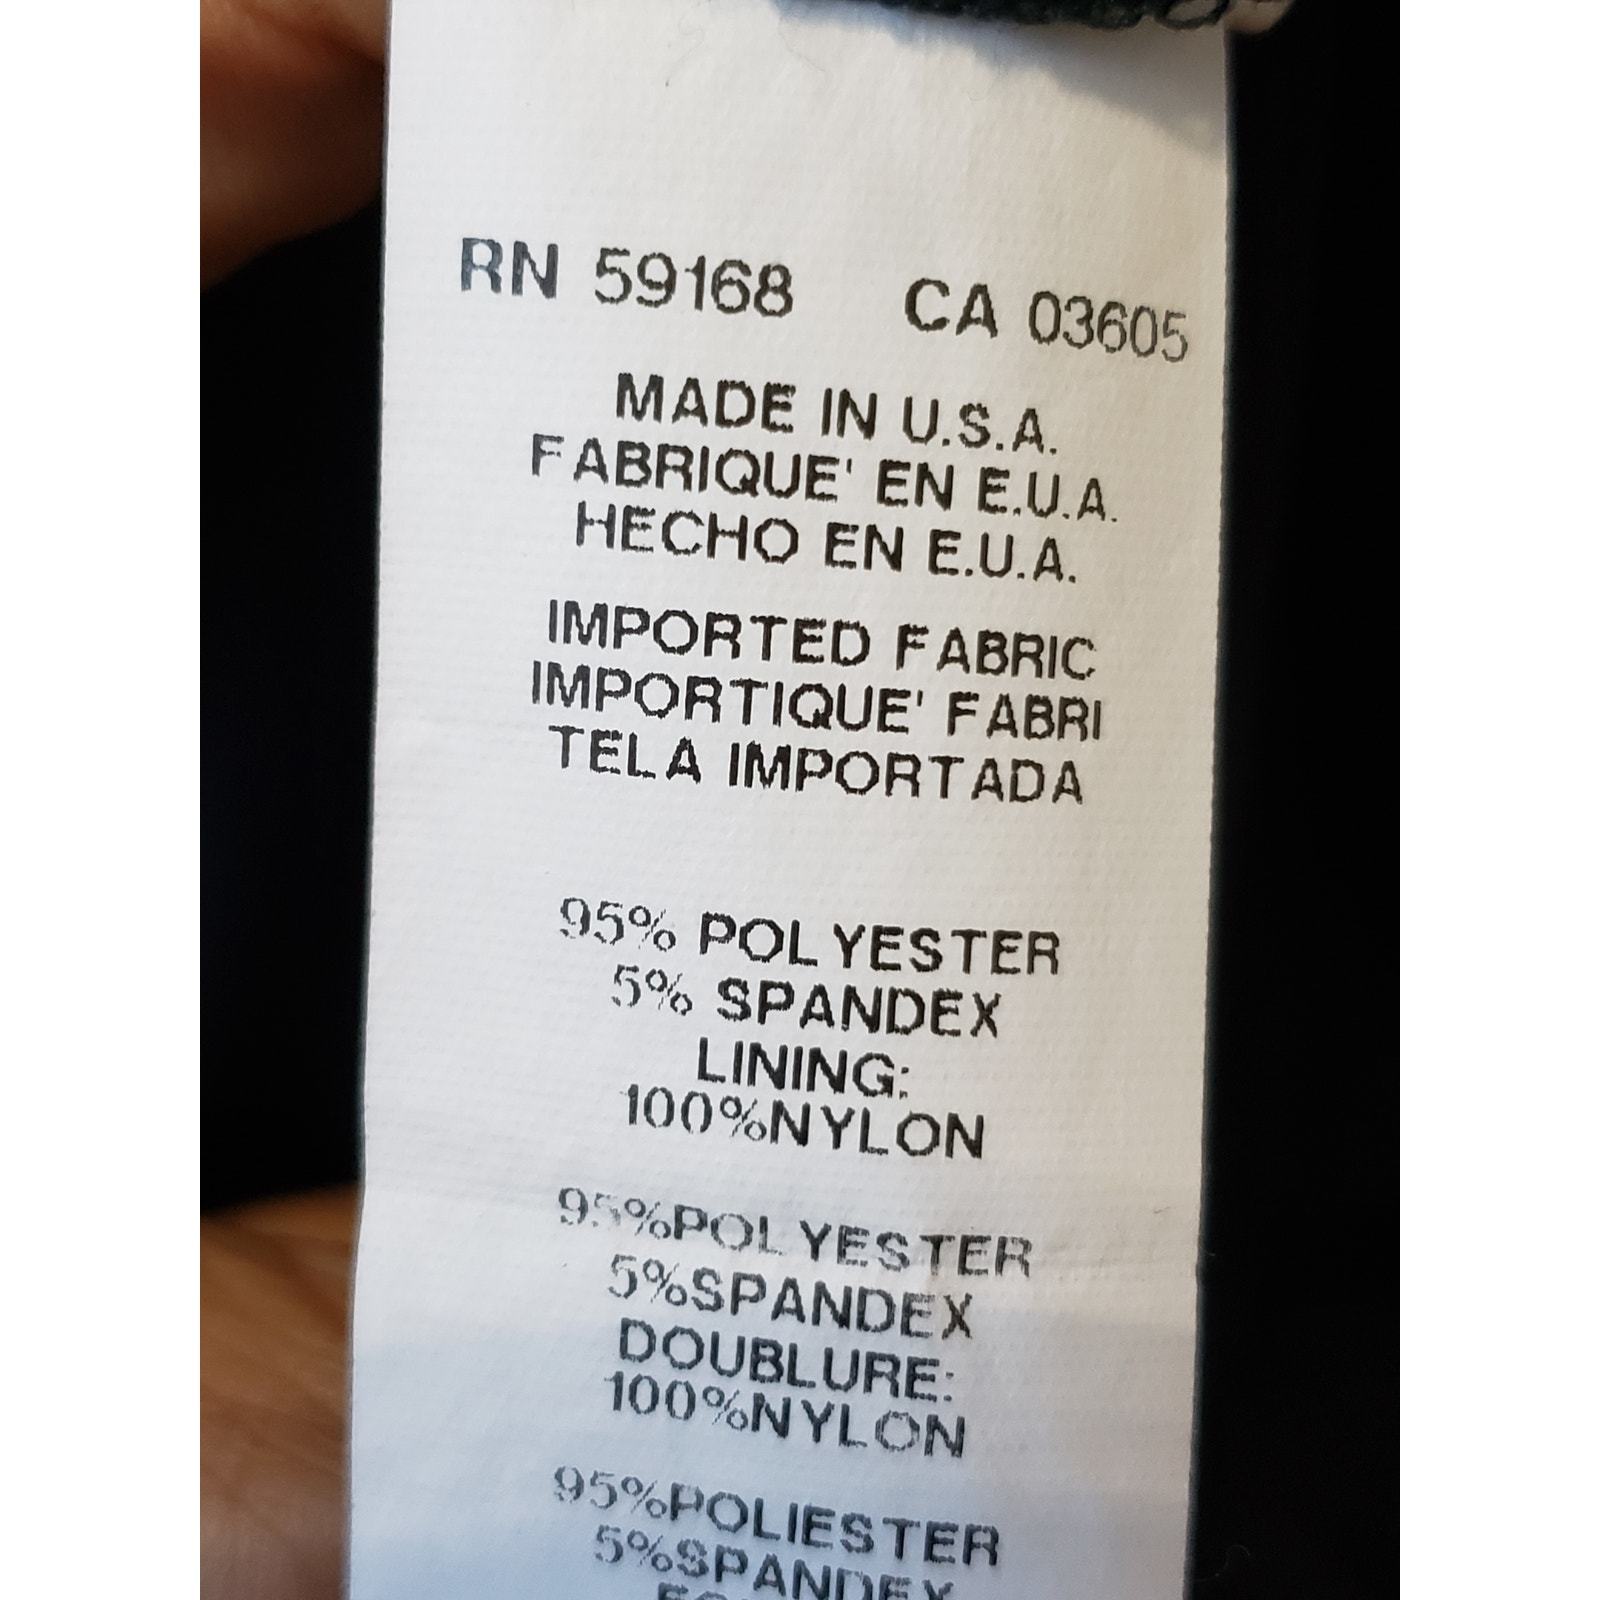 RN 59168 CA 03605
MADE IN U.S.A.
FABRIQUE' EN E.U.A.
HECHO EN E.U.A.
IMPORTED FABRIC
IMPORTIQUE' FABRI
TELA IMPORTADA
95% POLYESTER
5% SPANDEX
LINING:
100%NYLON
95%POLYESTER
5%SPANDEX
DOUBLURE:
100%NYLON
95%POLIESTER
5%SPANDEX